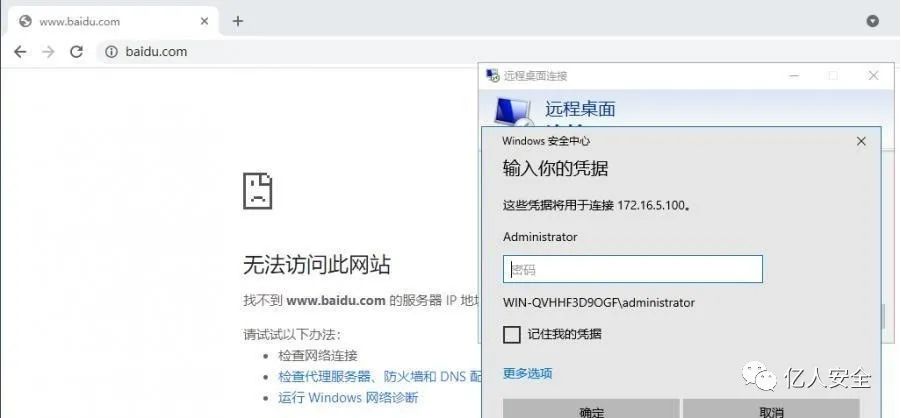 www.baidu.com
baidu.com
无法访问此网站
找不到 www.baidu.com 的服务器 IP 地
请试试以下办法:
检查网络连接
检查代理服务器、防火墙和 DNS 配
运行 Windows 网络诊断
远程桌面连接
远程桌面
Windows 安全中心
输入你的凭据
这些凭据将用于连接 172.16.5.100。
Administrator
密码
WIN-QVHHF3D9OGF\administrator
记住我的凭据
更多选项
确定
取消
亿人安全